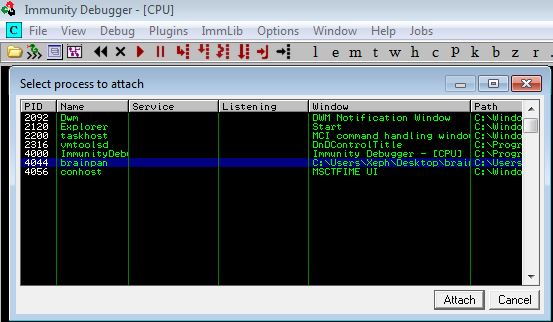 Immunity Debugger - [CPU]
C File View Debug Plugins ImmLib Options Window Help Jobs
l e m t w h c p k b z r
Select process to attach
PID Name Service Listening Window Path
2092 Dwm DWM Notification Window C:\Windo
2120 Explorer Start C:\Windo
2200 taskhost MCI command handling window C:\Windo
2316 vmtoolsd DnDControlTitle C:\Progr
4000 ImmunityDebu Immunity Debugger - [CPU] C:\Progr
4044 brainpan C:\Users\Xeph\Desktop\brain C:\Users
4056 conhost MSCTFIME UI C:\Windo
Attach Cancel